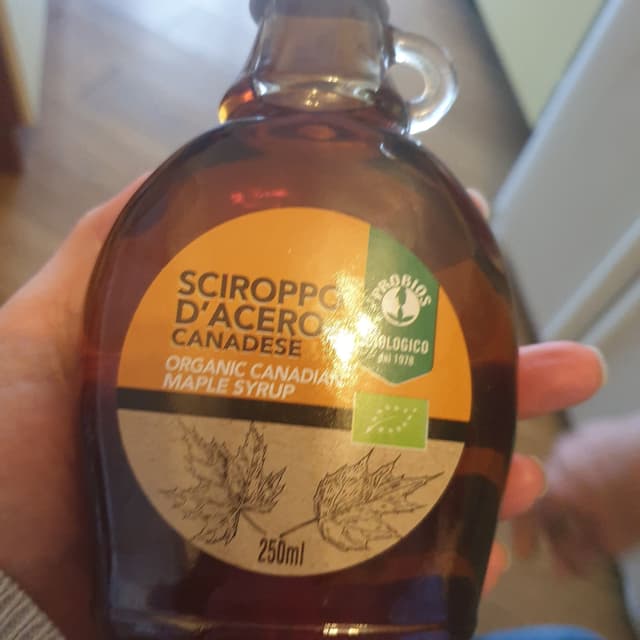 SCIROPPO
D'ACERO
CANADESE
ORGANIC CANADIAN
MAPLE SYRUP
PROBIOS
BIOLOGICO
dal 1978
250ml